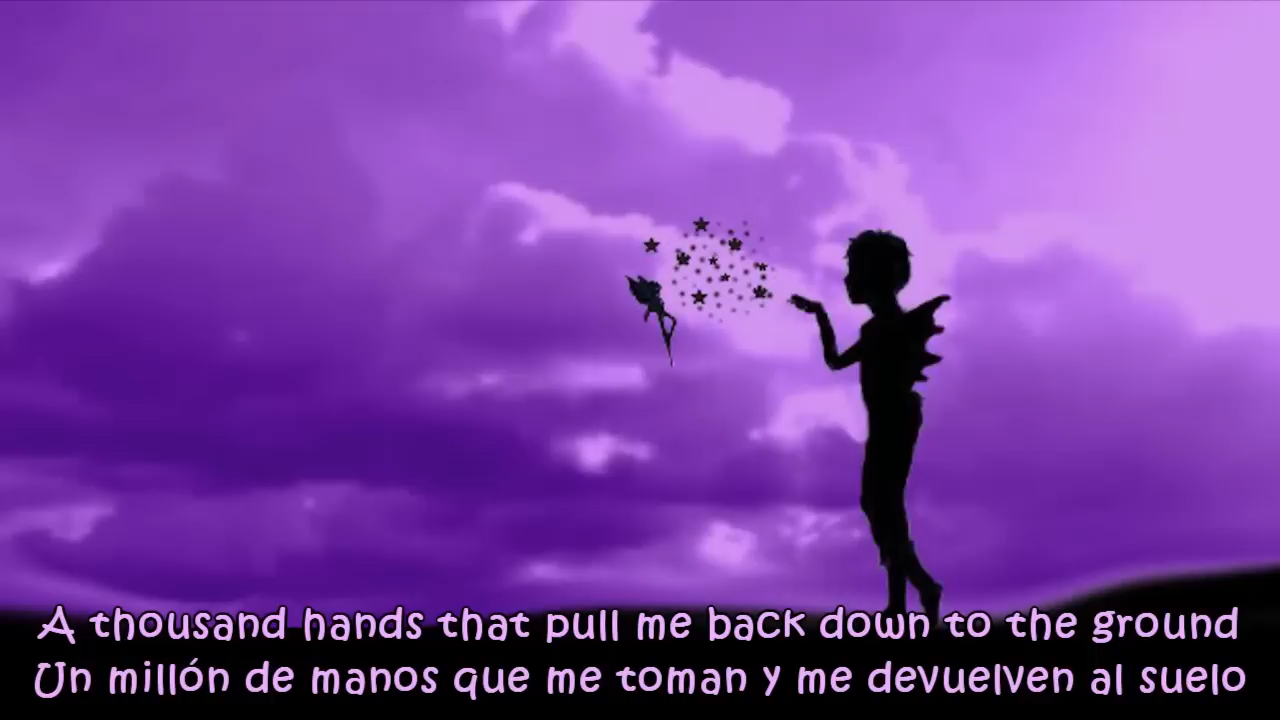 A thousand hands that pull me back down to the ground
Un millón de manos que me toman y me devuelven al suelo